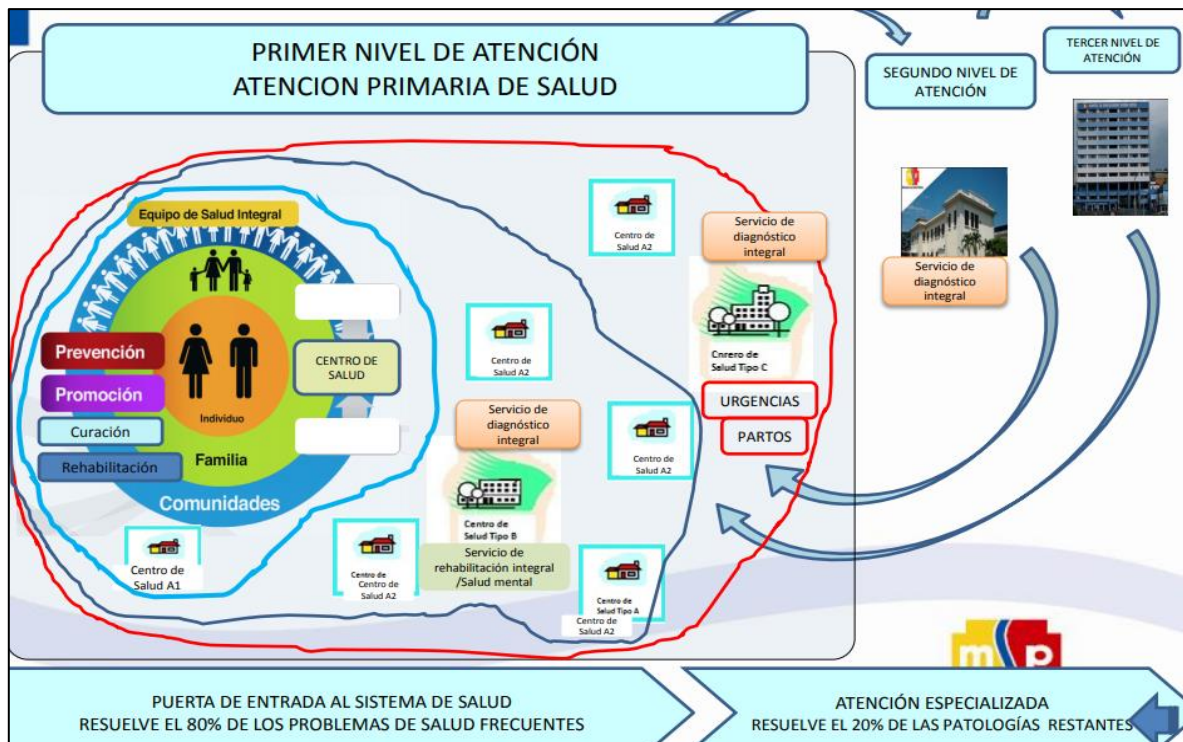 PRIMER NIVEL DE ATENCIÓN
ATENCION PRIMARIA DE SALUD
SEGUNDO NIVEL DE
ATENCIÓN
TERCER NIVEL DE
ATENCIÓN
Equipo de Salud Integral
Prevención
Promoción
Curación
Rehabilitación
Individuo
Familia
Comunidades
CENTRO DE
SALUD
Centro de
Salud A1
Centro de
Centro de
Salud A2
Centro de
Salud A2
Servicio de
diagnóstico
integral
Centro de
Salud Tipo B
Servicio de
rehabilitación integral
/Salud mental
Centro de
Salud A2
Centro de
Salud A2
Centro de
Salud Tipo A
Centro de
Salud A2
Servicio de
diagnóstico
integral
Cnrero de
Salud Tipo C
URGENCIAS
PARTOS
Servicio de
diagnóstico
integral
msp
PUERTA DE ENTRADA AL SISTEMA DE SALUD
RESUELVE EL 80% DE LOS PROBLEMAS DE SALUD FRECUENTES
ATENCIÓN ESPECIALIZADA
RESUELVE EL 20% DE LAS PATOLOGÍAS RESTANTES